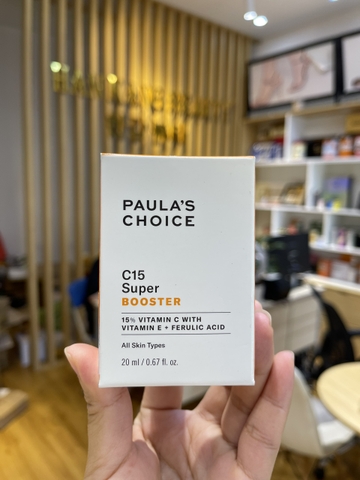 PAULA'S
CHOICE
C15
Super
BOOSTER
15% VITAMIN C WITH
VITAMIN E + FERULIC ACID
All Skin Types
20 ml / 0.67 fl. oz.